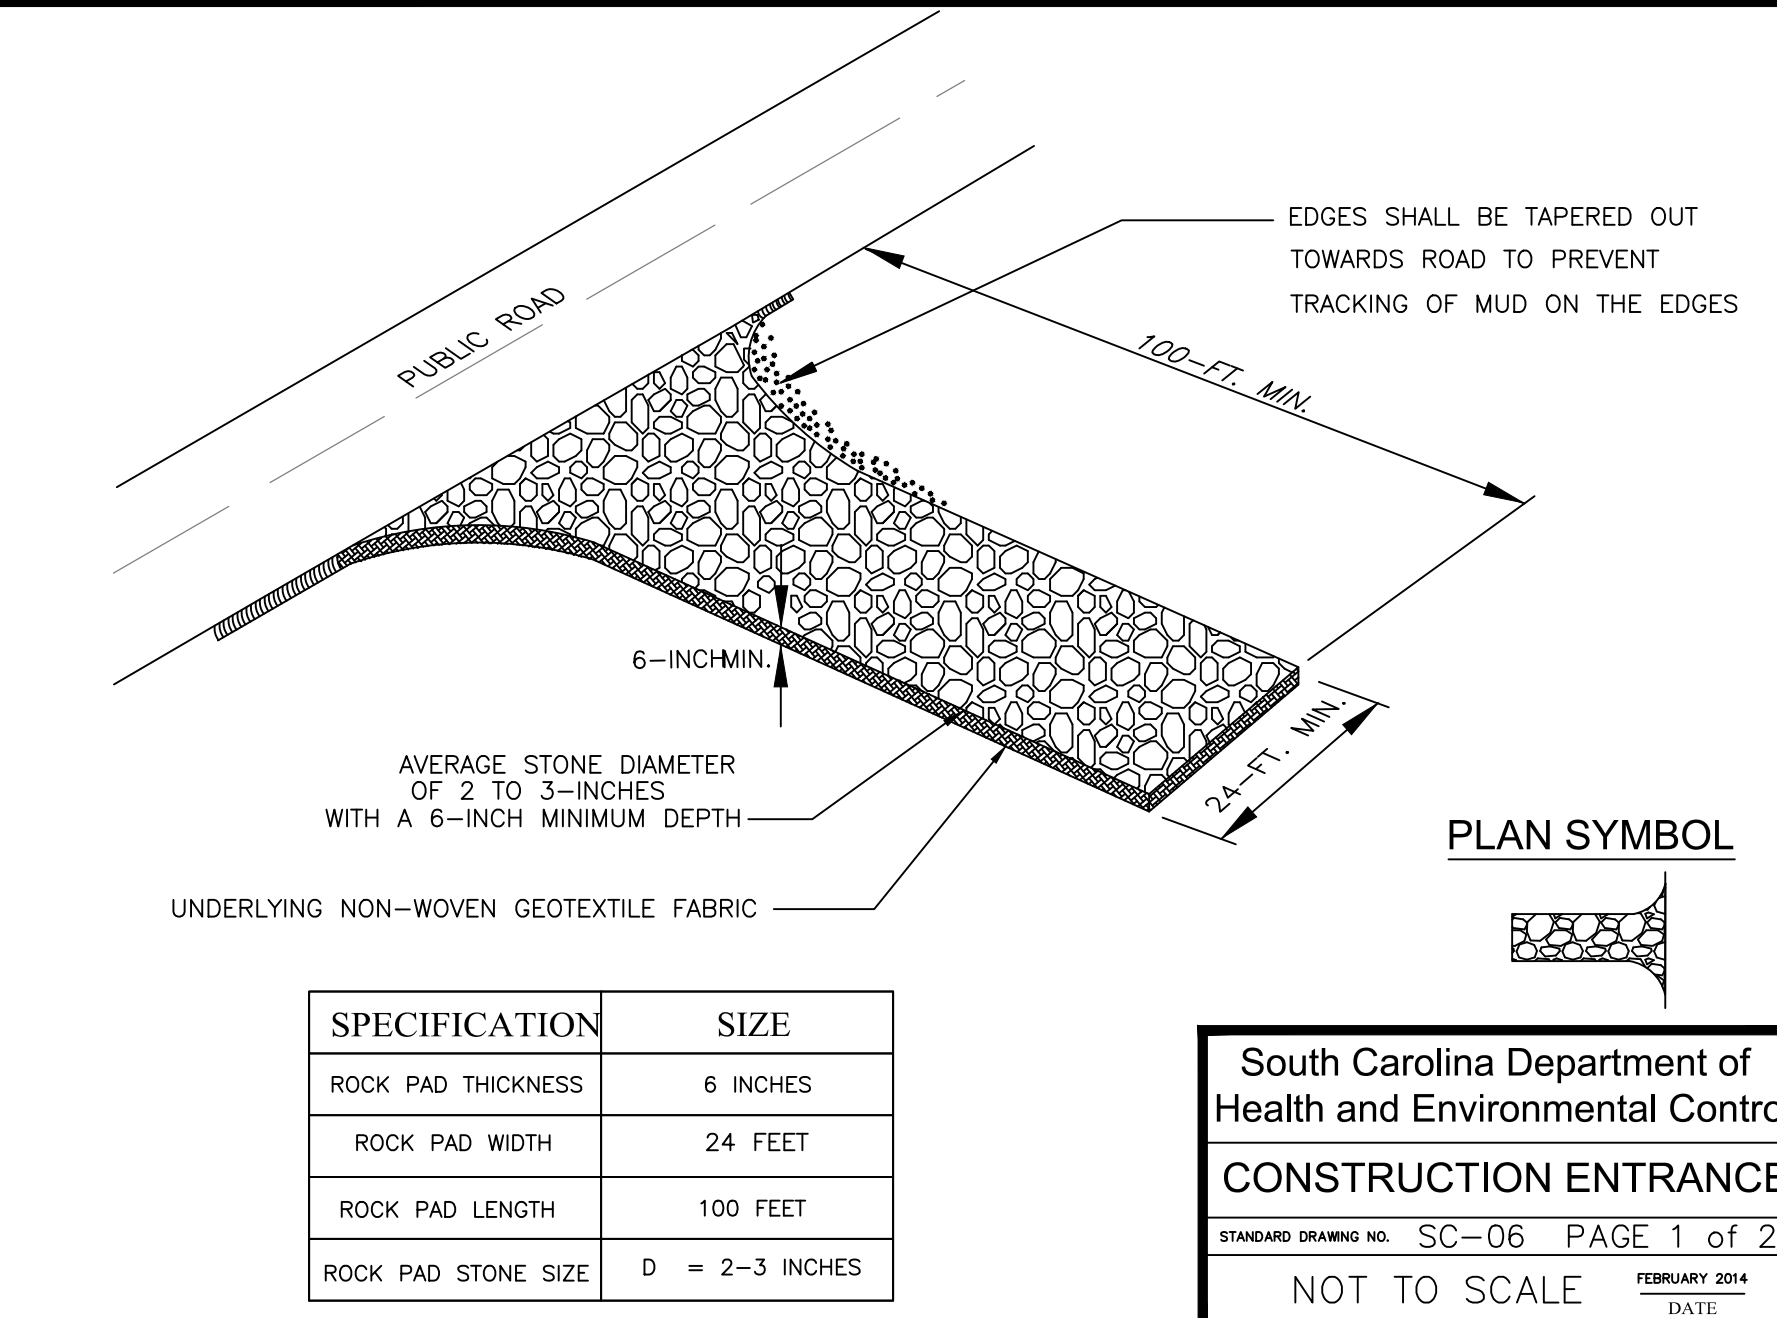 EDGES SHALL BE TAPERED OUT
TOWARDS ROAD TO PREVENT
TRACKING OF MUD ON THE EDGES
PUBLIC ROAD
100-FT. MIN.
6-INCHMIN.
24-FT. MIN.
AVERAGE STONE DIAMETER
OF 2 TO 3-INCHES
WITH A 6-INCH MINIMUM DEPTH
UNDERLYING NON-WOVEN GEOTEXTILE FABRIC
PLAN SYMBOL
SPECIFICATION SIZE
ROCK PAD THICKNESS 6 INCHES
ROCK PAD WIDTH 24 FEET
ROCK PAD LENGTH 100 FEET
ROCK PAD STONE SIZE D = 2-3 INCHES
South Carolina Department of
Health and Environmental Contro
CONSTRUCTION ENTRANCE
STANDARD DRAWING NO. SC-06 PAGE 1 of 2
NOT TO SCALE FEBRUARY 2014
DATE